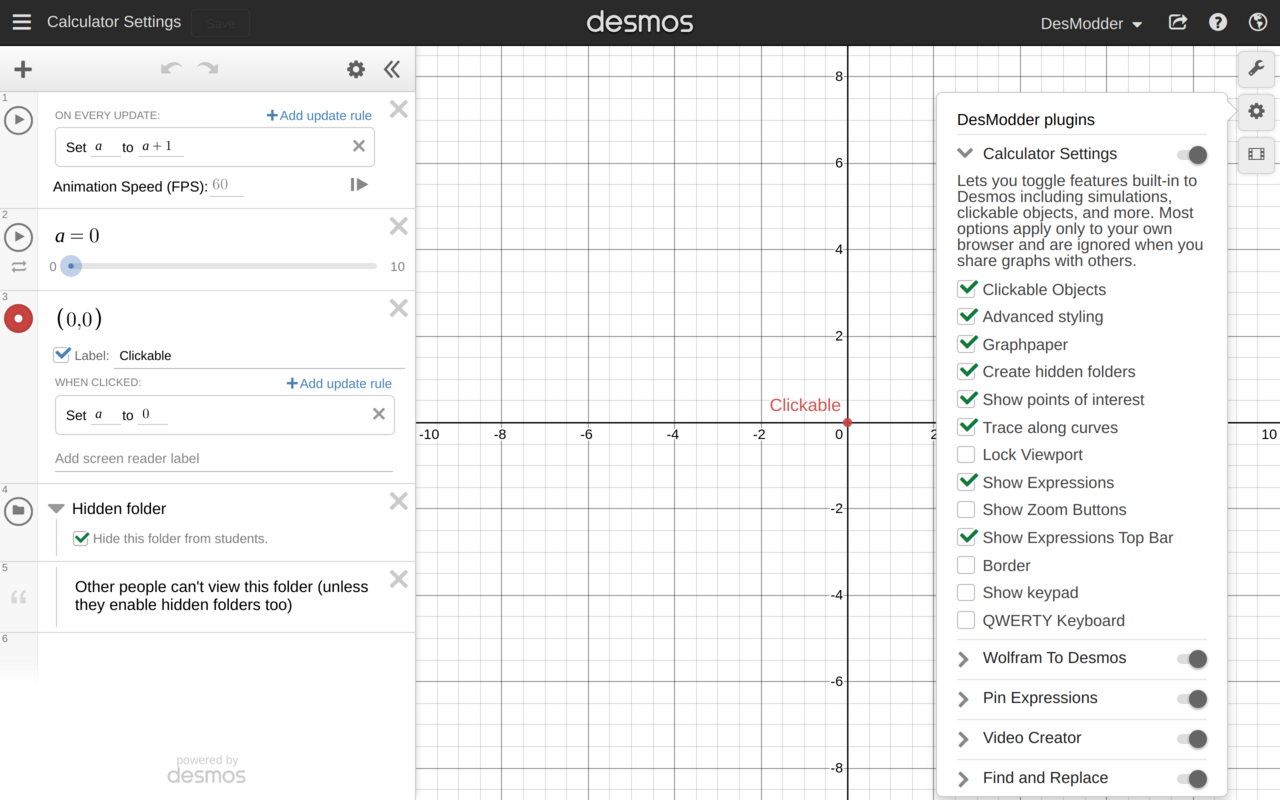 Calculator Settings
Save
desmos
DesModder
1
ON EVERY UPDATE:
+Add update rule
Set a to a + 1
Animation Speed (FPS): 60
2
a = 0
0
10
3
(0,0)
Label: Clickable
WHEN CLICKED:
+Add update rule
Set a to 0
Add screen reader label
4
Hidden folder
Hide this folder from students.
5
Other people can't view this folder (unless
they enable hidden folders too)
6
powered by
desmos
8
6
4
2
Clickable
-10 -8 -6 -4 -2 0 2 10
-2
-4
-6
-8
DesModder plugins
Calculator Settings
Lets you toggle features built-in to
Desmos including simulations,
clickable objects, and more. Most
options apply only to your own
browser and are ignored when you
share graphs with others.
Clickable Objects
Advanced styling
Graphpaper
Create hidden folders
Show points of interest
Trace along curves
Lock Viewport
Show Expressions
Show Zoom Buttons
Show Expressions Top Bar
Border
Show keypad
QWERTY Keyboard
Wolfram To Desmos
Pin Expressions
Video Creator
Find and Replace